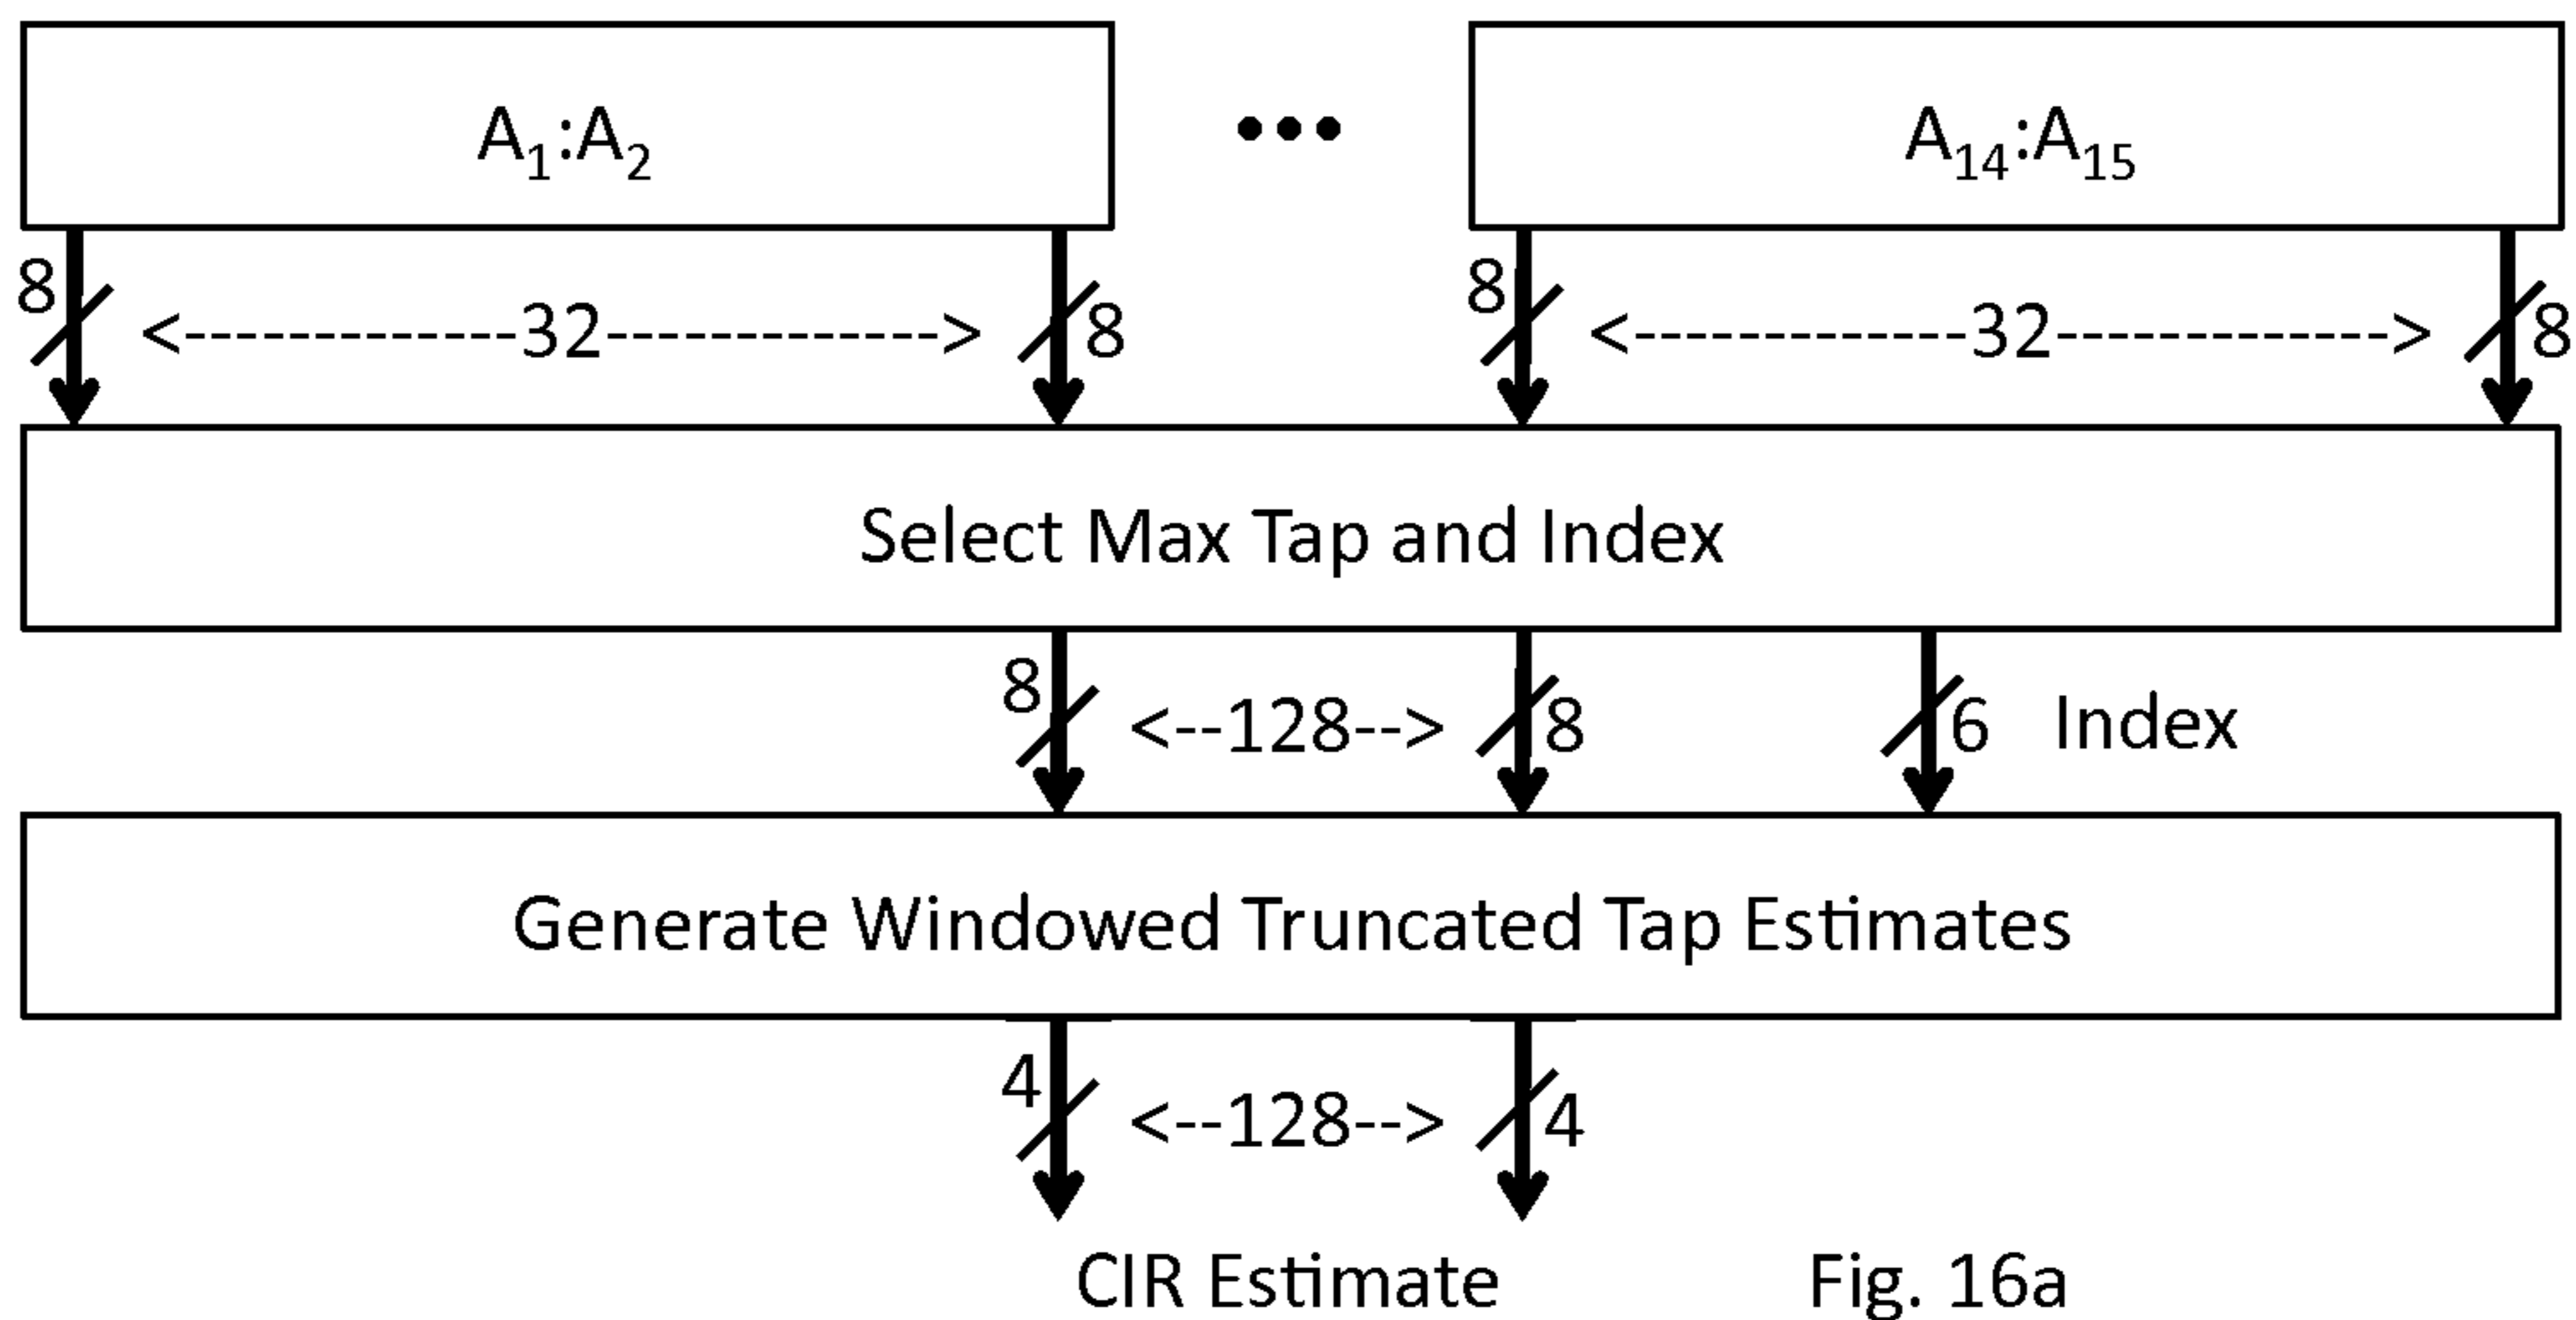 A₁:A₂ ••• A₁₄:A₁₅
8 <-------------32-------------> 8 8 <-------------32-------------> 8
Select Max Tap and Index
8 <--128--> 8 6 Index
Generate Windowed Truncated Tap Estimates
4 <--128--> 4
CIR Estimate Fig. 16a